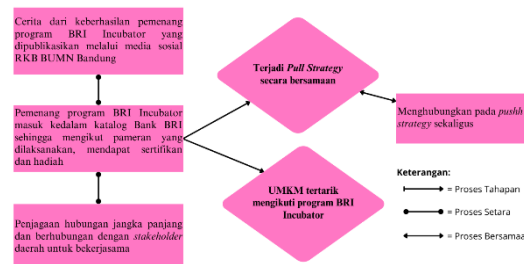 Cerita dari keberhasilan pemenang
program BRI Incubator yang
dipublikasikan melalui media sosial
RKB BUMN Bandung
Pemenang program BRI Incubator
masuk kedalam katalog Bank BRI
sehingga mengikut pameran yang
dilaksanakan, mendapat sertifikan
dan hadiah
Penjagaan hubungan jangka panjang
dan berhubungan dengan stakeholder
daerah untuk bekerjasama
Terjadi Pull Strategy
secara bersamaan
UMKM tertarik
mengikuti program BRI
Incubator
Menghubungkan pada pushh
strategy sekaligus
Keterangan:
= Proses Tahapan
= Proses Setara
= Proses Bersamaa